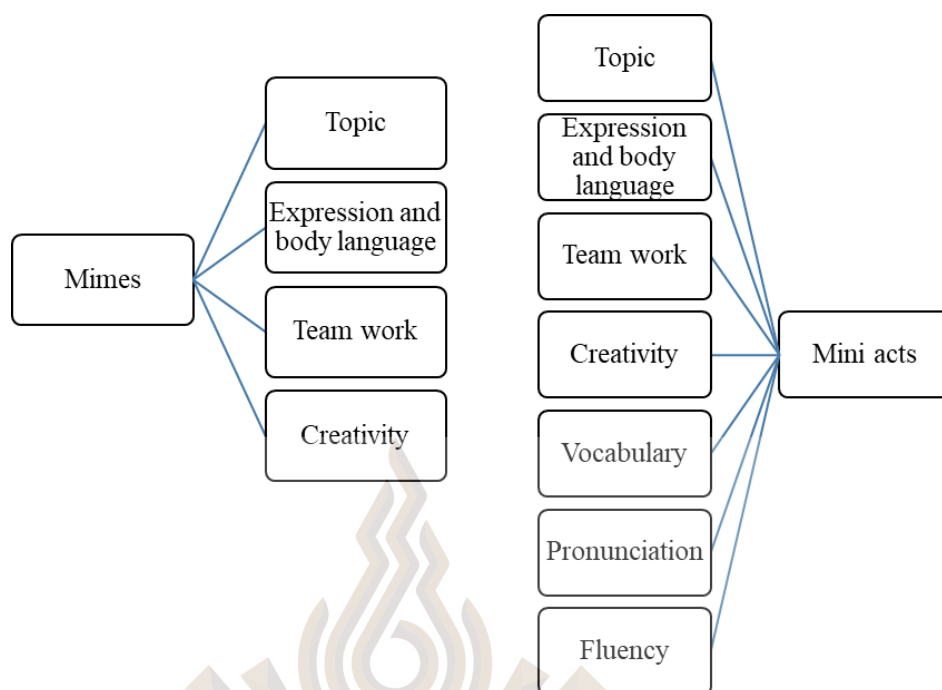 Mimes
Topic
Expression and
body language
Team work
Creativity
Topic
Expression
and body
language
Team work
Creativity
Vocabulary
Pronunciation
Fluency
Mini acts